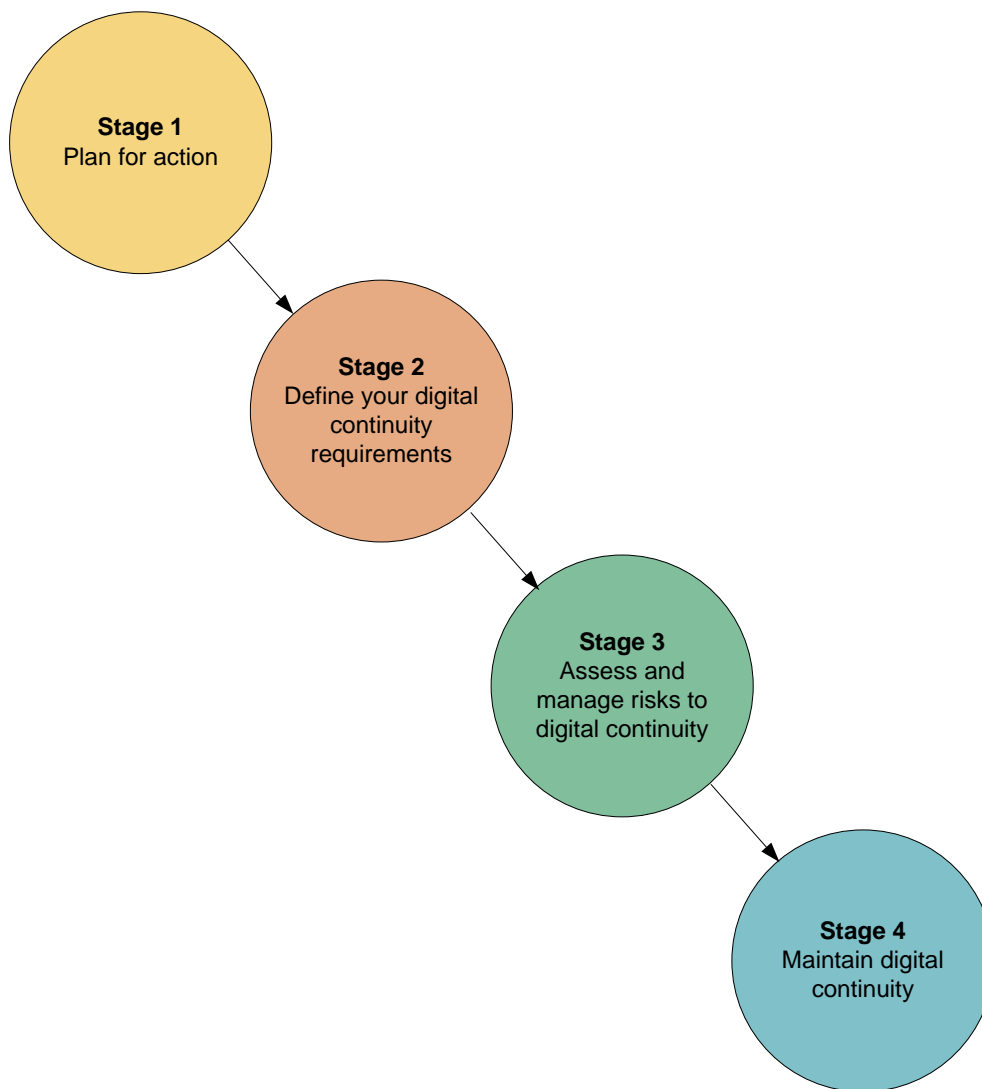 Stage 1
Plan for action
Stage 2
Define your digital
continuity
requirements
Stage 3
Assess and
manage risks to
digital continuity
Stage 4
Maintain digital
continuity